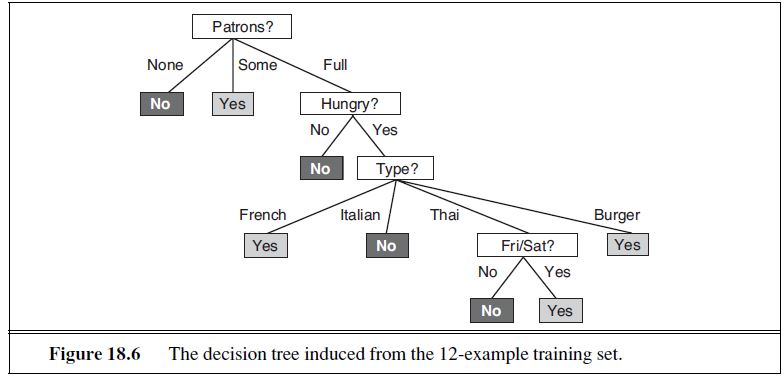 Patrons?
None Some Full
No Yes Hungry?
No Yes
No Type?
French Italian Thai Burger
Yes No Fri/Sat? Yes
No Yes
No Yes
Figure 18.6 The decision tree induced from the 12-example training set.